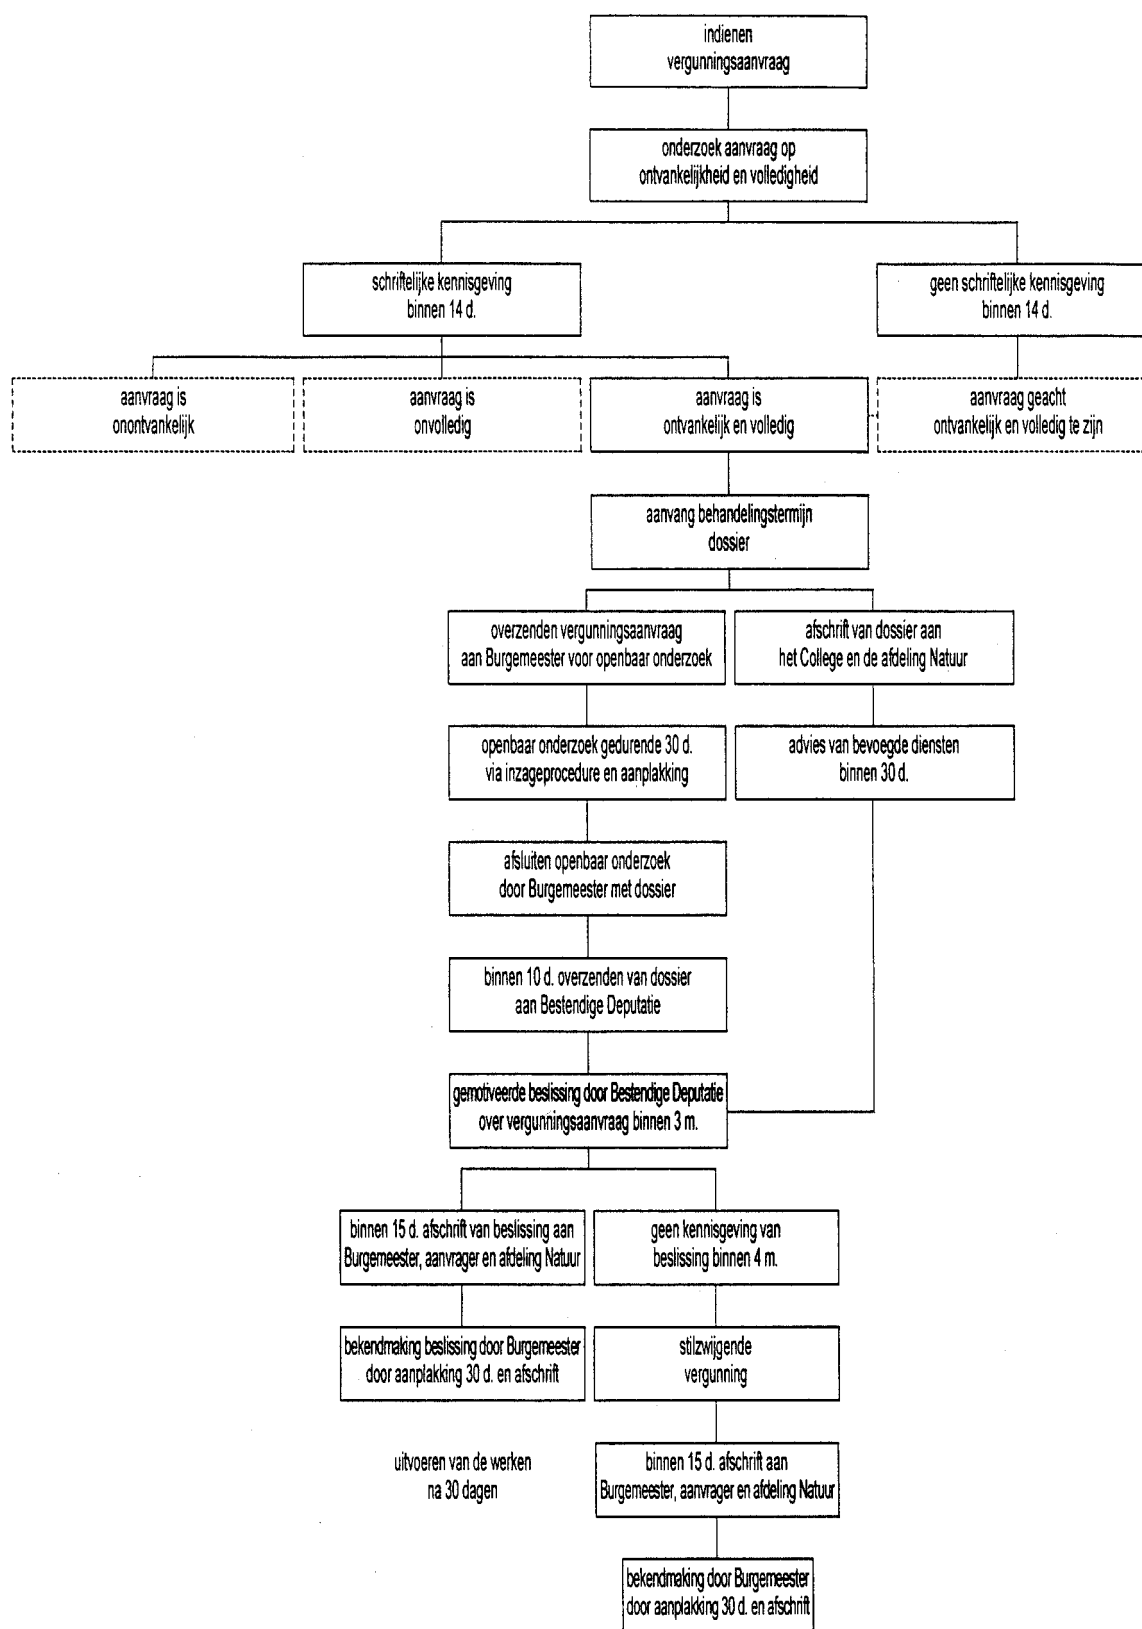 indienen
vergunningsaanvraag
onderzoek aanvraag op
ontvankelijkheid en volledigheid
schriftelijke kennisgeving
binnen 14 d.
geen schriftelijke kennisgeving
binnen 14 d.
aanvraag is
onontvankelijk
aanvraag is
onvolledig
aanvraag is
ontvankelijk en volledig
aanvraag geacht
ontvankelijk en volledig te zijn
aanvang behandelingstermijn
dossier
overzenden vergunningsaanvraag
aan Burgemeester voor openbaar onderzoek
afschrift van dossier aan
het College en de afdeling Natuur
openbaar onderzoek gedurende 30 d.
via inzageprocedure en aanplakking
advies van bevoegde diensten
binnen 30 d.
afsluiten openbaar onderzoek
door Burgemeester met dossier
binnen 10 d. overzenden van dossier
aan Bestendige Deputatie
gemotiveerde beslissing door Bestendige Deputatie
over vergunningsaanvraag binnen 3 m.
binnen 15 d. afschrift van beslissing aan
Burgemeester, aanvrager en afdeling Natuur
geen kennisgeving van
beslissing binnen 4 m.
bekendmaking beslissing door Burgemeester
door aanplakking 30 d. en afschrift
stilzwijgende
vergunning
uitvoeren van de werken
na 30 dagen
binnen 15 d. afschrift aan
Burgemeester, aanvrager en afdeling Natuur
bekendmaking door Burgemeester
door aanplakking 30 d. en afschrift